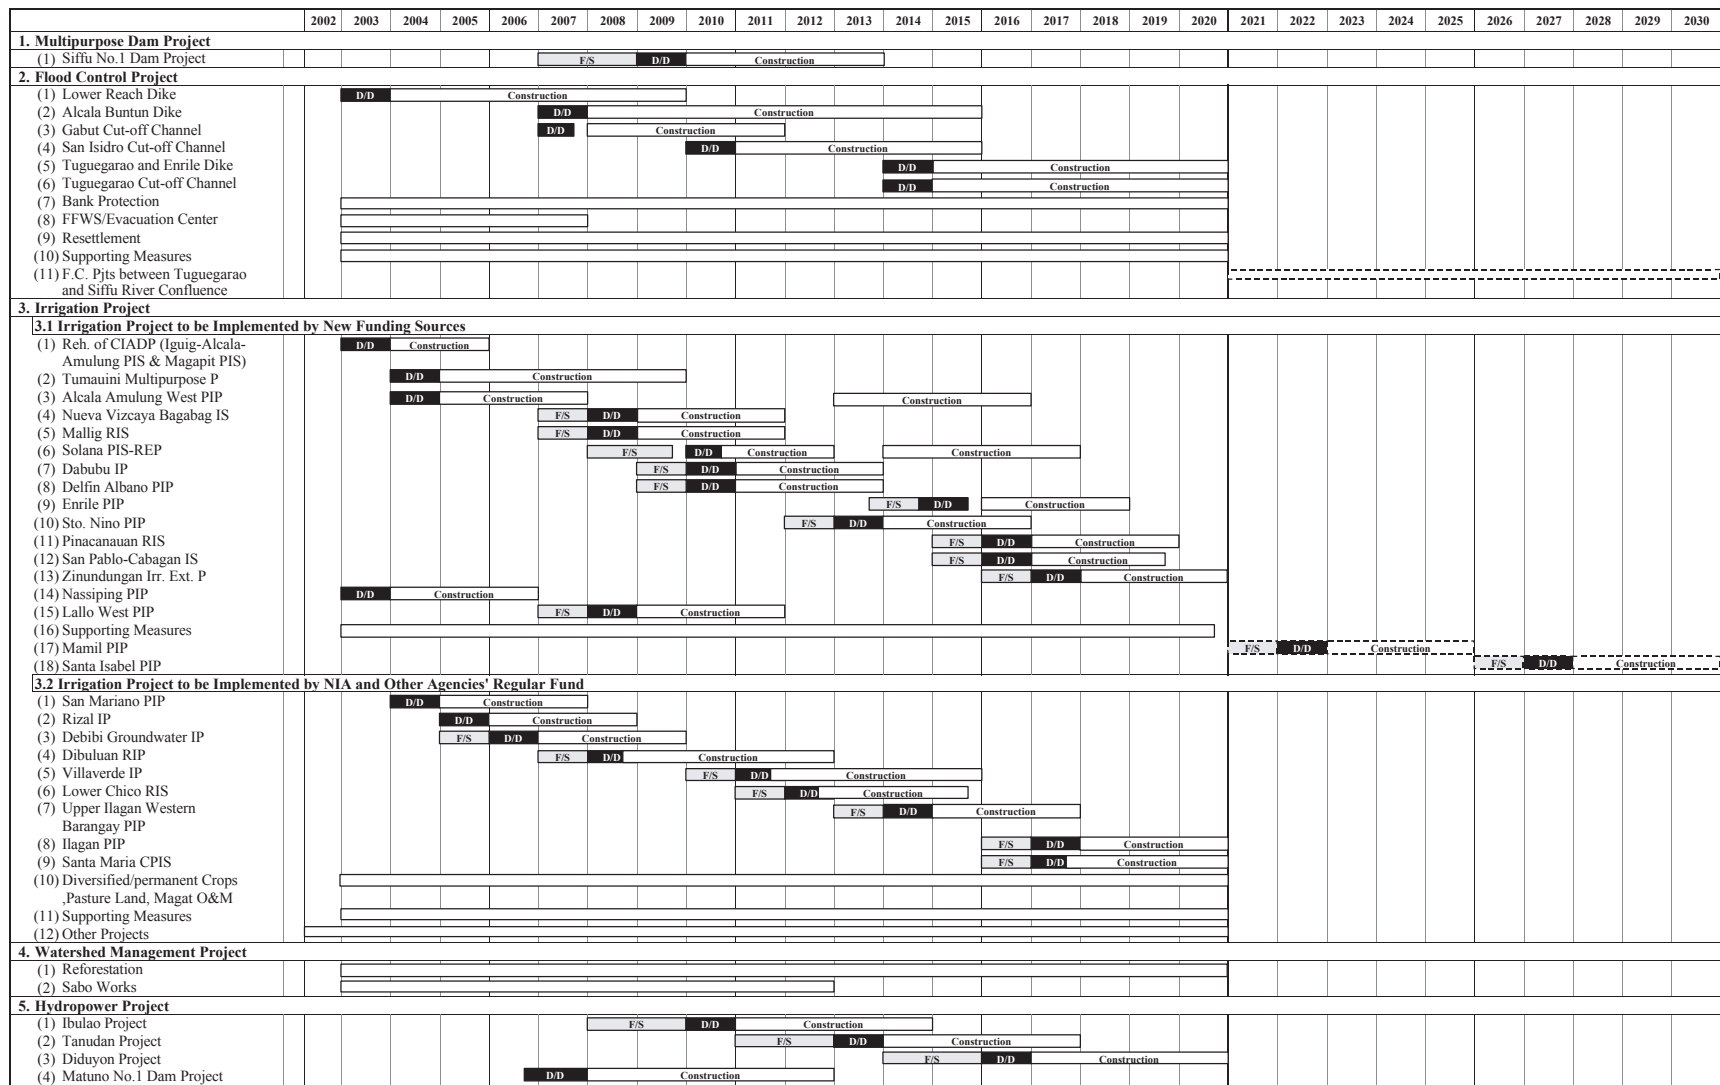 2002 2003 2004 2005 2006 2007 2008 2009 2010 2011 2012 2013 2014 2015 2016 2017 2018 2019 2020 2021 2022 2023 2024 2025 2026 2027 2028 2029 2030
1. Multipurpose Dam Project
(1) Siffu No.1 Dam Project F/S D/D Construction
2. Flood Control Project
(1) Lower Reach Dike D/D Construction
(2) Alcala Buntun Dike D/D Construction
(3) Gabut Cut-off Channel D/D Construction
(4) San Isidro Cut-off Channel D/D Construction
(5) Tuguegarao and Enrile Dike D/D Construction
(6) Tuguegarao Cut-off Channel D/D Construction
(7) Bank Protection
(8) FFWS/Evacuation Center
(9) Resettlement
(10) Supporting Measures
(11) F.C. Pjts between Tuguegarao
and Siffu River Confluence
3. Irrigation Project
3.1 Irrigation Project to be Implemented by New Funding Sources
(1) Reh. of CIADP (Iguig-Alcala- D/D Construction
Amulung PIS & Magapit PIS)
(2) Tumauini Multipurpose P D/D Construction
(3) Alcala Amulung West PIP D/D Construction Construction
(4) Nueva Vizcaya Bagabag IS F/S D/D Construction
(5) Mallig RIS F/S D/D Construction
(6) Solana PIS-REP F/S D/D Construction Construction
(7) Dabubu IP F/S D/D Construction
(8) Delfin Albano PIP F/S D/D Construction
(9) Enrile PIP F/S D/D Construction
(10) Sto. Nino PIP F/S D/D Construction
(11) Pinacanauan RIS F/S D/D Construction
(12) San Pablo-Cabagan IS F/S D/D Construction
(13) Zinundungan Irr. Ext. P F/S D/D Construction
(14) Nassiping PIP D/D Construction
(15) Lallo West PIP F/S D/D Construction
(16) Supporting Measures
(17) Mamil PIP F/S D/D Construction
(18) Santa Isabel PIP F/S D/D Construction
3.2 Irrigation Project to be Implemented by NIA and Other Agencies' Regular Fund
(1) San Mariano PIP D/D Construction
(2) Rizal IP D/D Construction
(3) Debibi Groundwater IP F/S D/D Construction
(4) Dibuluan RIP F/S D/D Construction
(5) Villaverde IP F/S D/D Construction
(6) Lower Chico RIS F/S D/D Construction
(7) Upper Ilagan Western F/S D/D Construction
Barangay PIP
(8) Ilagan PIP F/S D/D Construction
(9) Santa Maria CPIS F/S D/D Construction
(10) Diversified/permanent Crops
,Pasture Land, Magat O&M
(11) Supporting Measures
(12) Other Projects
4. Watershed Management Project
(1) Reforestation
(2) Sabo Works
5. Hydropower Project
(1) Ibulao Project F/S D/D Construction
(2) Tanudan Project F/S D/D Construction
(3) Diduyon Project F/S D/D Construction
(4) Matuno No.1 Dam Project D/D Construction